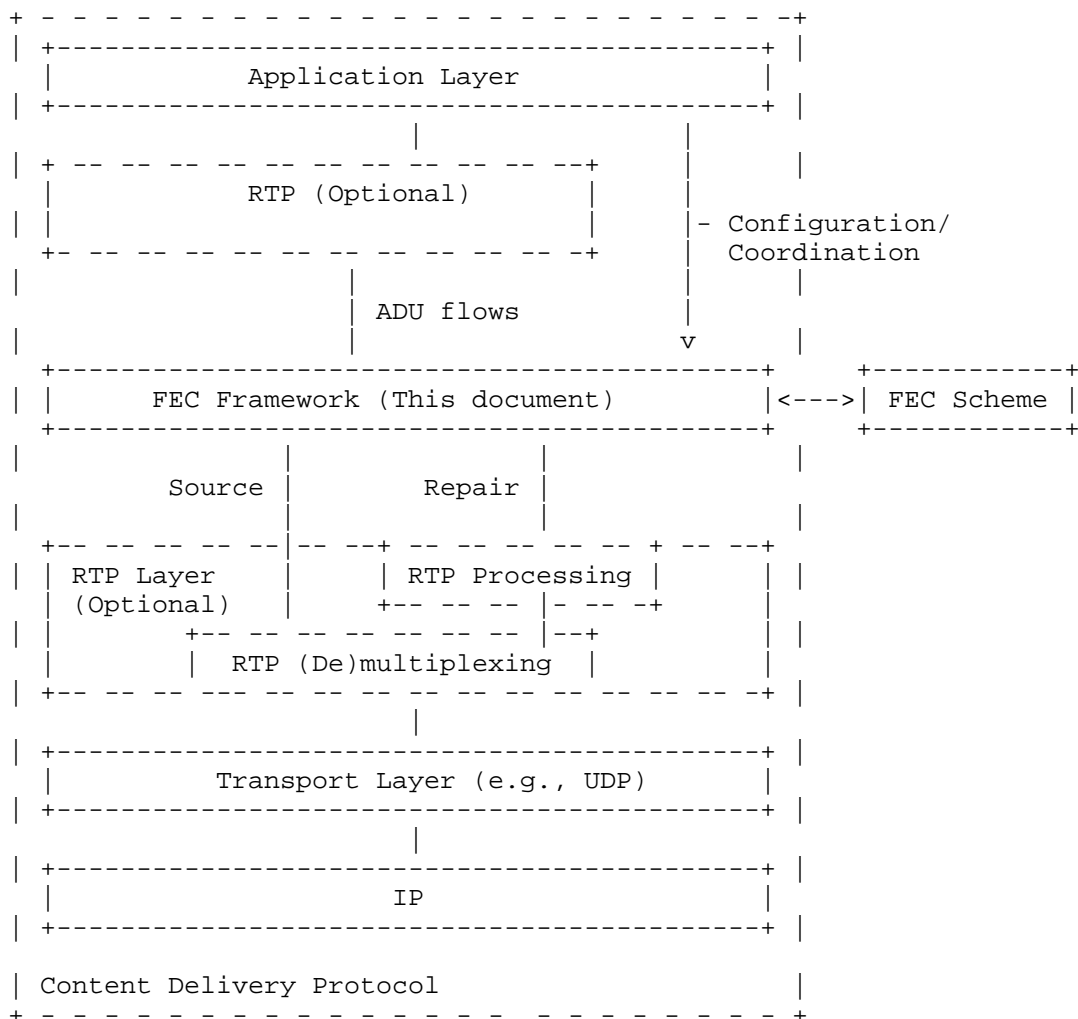 Application Layer
RTP (Optional)
- Configuration/
Coordination
ADU flows
v
FEC Framework (This document)
<--->
FEC Scheme
Source
Repair
RTP Layer
RTP Processing
(Optional)
RTP (De)multiplexing
Transport Layer (e.g., UDP)
IP
Content Delivery Protocol